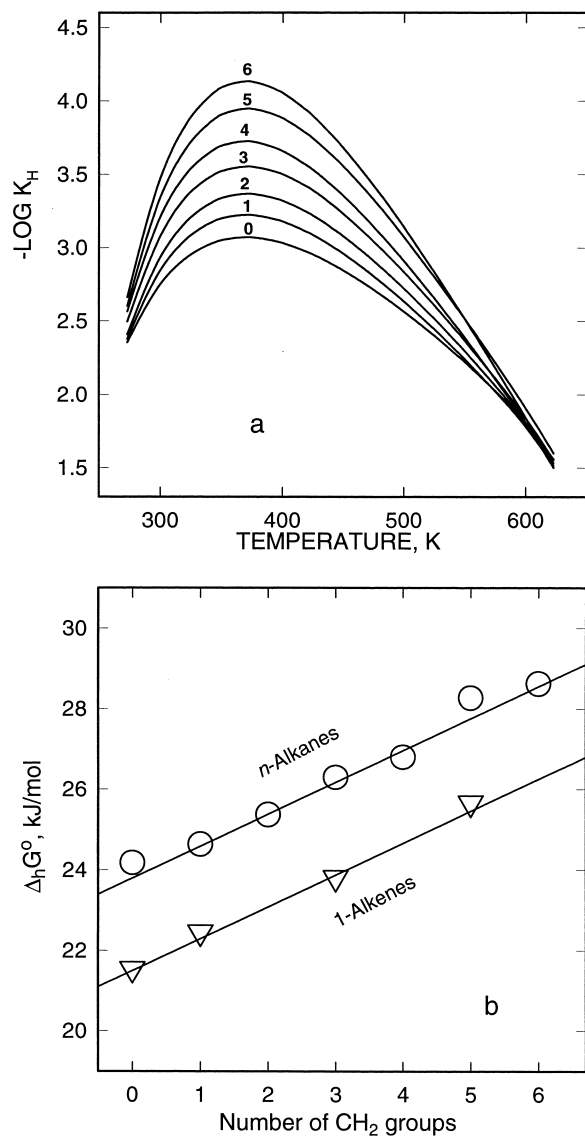 4.5
4.0
3.5
3.0
2.5
2.0
1.5
-LOG K_H
6
5
4
3
2
1
0
a
300 400 500 600
TEMPERATURE, K
30
28
26
24
22
20
Δ_hG°, kJ/mol
n-Alkanes
1-Alkenes
b
0 1 2 3 4 5 6
Number of CH₂ groups